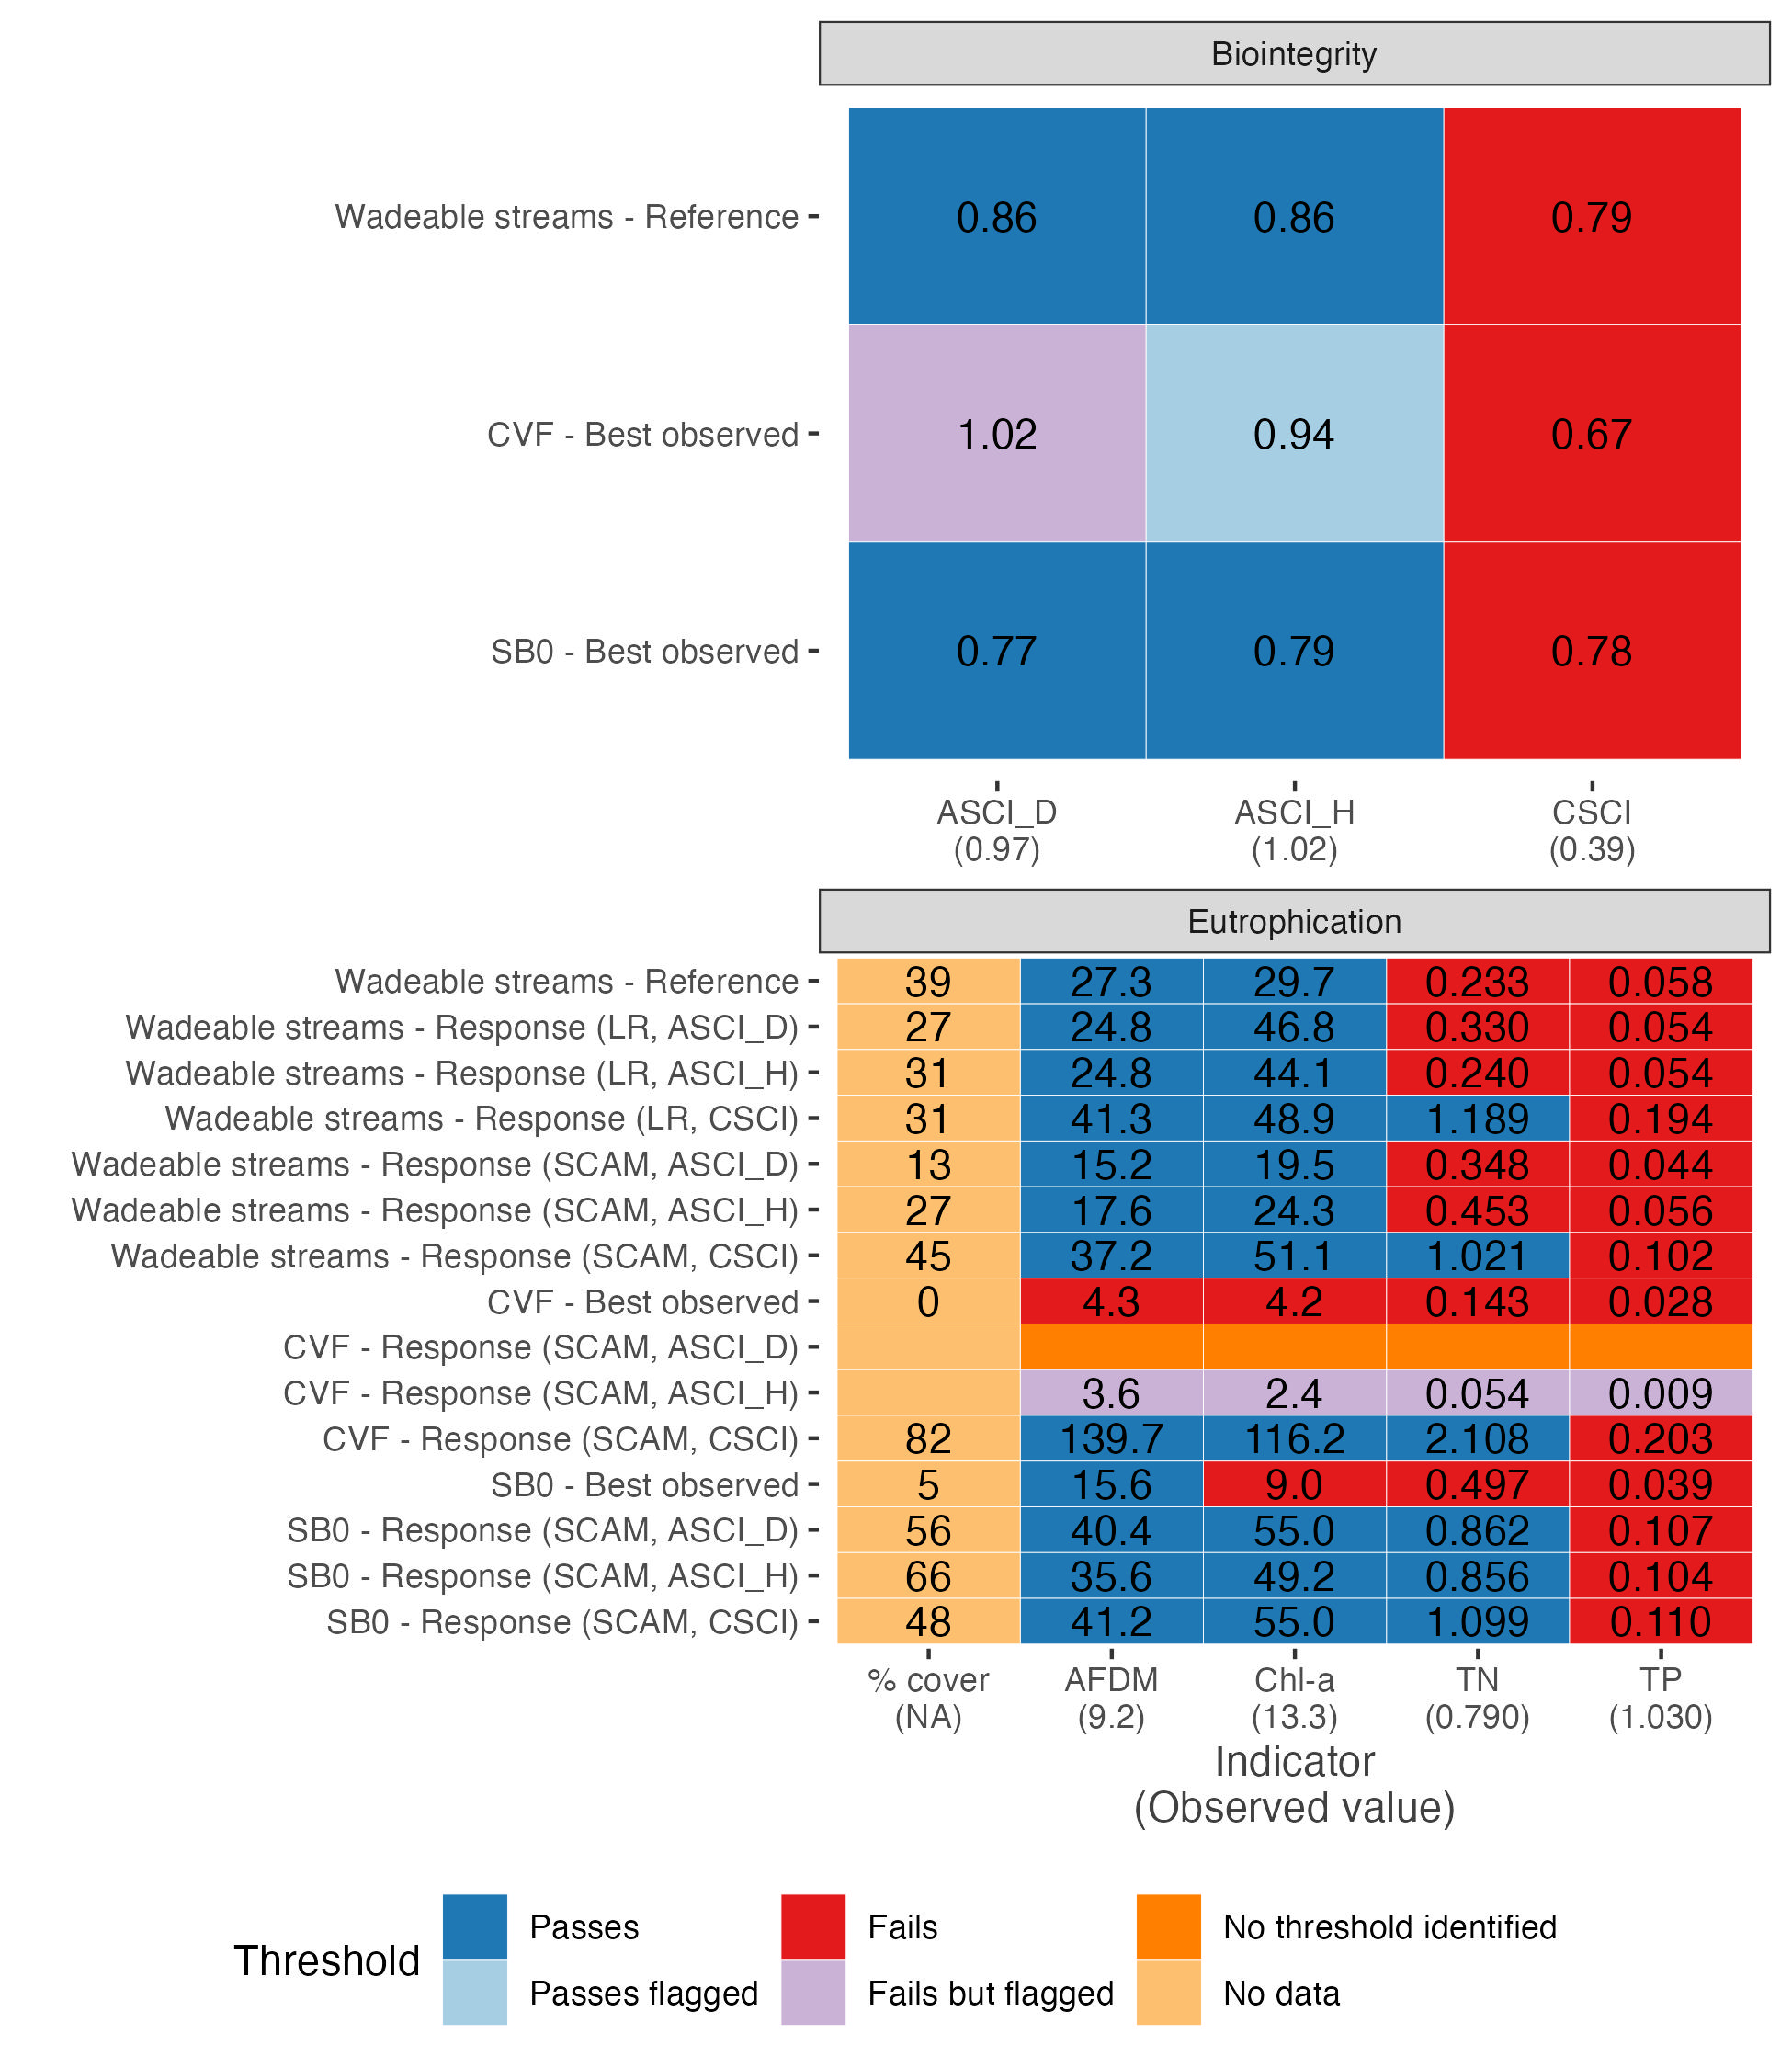 Biointegrity
Wadeable streams - Reference 0.86 0.86 0.79
CVF - Best observed 1.02 0.94 0.67
SB0 - Best observed 0.77 0.79 0.78
ASCI_D ASCI_H CSCI
(0.97) (1.02) (0.39)
Eutrophication
Wadeable streams - Reference 39 27.3 29.7 0.233 0.058
Wadeable streams - Response (LR, ASCI_D) 27 24.8 46.8 0.330 0.054
Wadeable streams - Response (LR, ASCI_H) 31 24.8 44.1 0.240 0.054
Wadeable streams - Response (LR, CSCI) 31 41.3 48.9 1.189 0.194
Wadeable streams - Response (SCAM, ASCI_D) 13 15.2 19.5 0.348 0.044
Wadeable streams - Response (SCAM, ASCI_H) 27 17.6 24.3 0.453 0.056
Wadeable streams - Response (SCAM, CSCI) 45 37.2 51.1 1.021 0.102
CVF - Best observed 0 4.3 4.2 0.143 0.028
CVF - Response (SCAM, ASCI_D)
CVF - Response (SCAM, ASCI_H) 3.6 2.4 0.054 0.009
CVF - Response (SCAM, CSCI) 82 139.7 116.2 2.108 0.203
SB0 - Best observed 5 15.6 9.0 0.497 0.039
SB0 - Response (SCAM, ASCI_D) 56 40.4 55.0 0.862 0.107
SB0 - Response (SCAM, ASCI_H) 66 35.6 49.2 0.856 0.104
SB0 - Response (SCAM, CSCI) 48 41.2 55.0 1.099 0.110
% cover AFDM Chl-a TN TP
(NA) (9.2) (13.3) (0.790) (1.030)
Indicator
(Observed value)
Threshold
Passes Fails No threshold identified
Passes flagged Fails but flagged No data